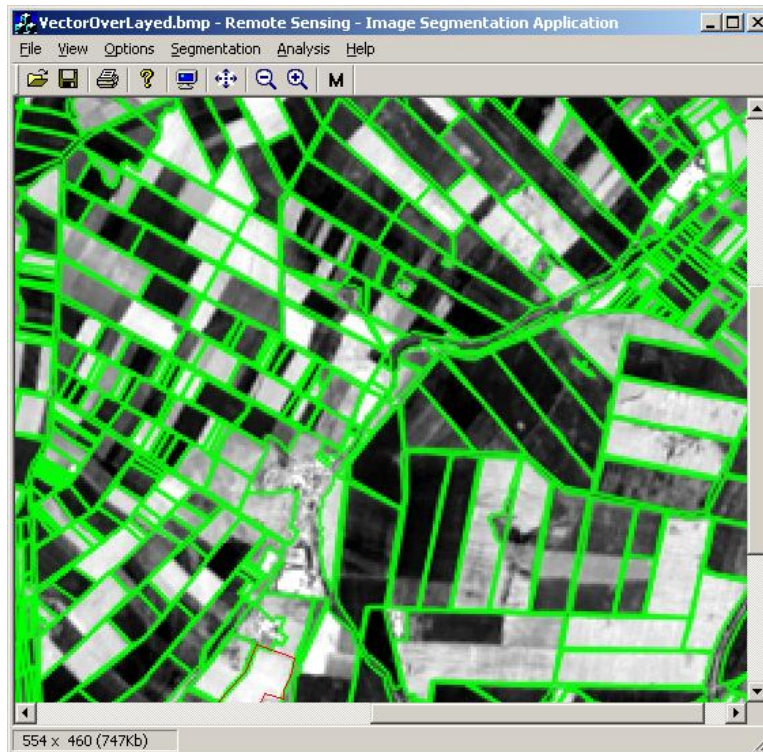 VectorOverLayed.bmp - Remote Sensing - Image Segmentation Application
File View Options Segmentation Analysis Help
M
554 x 460 (747Kb)